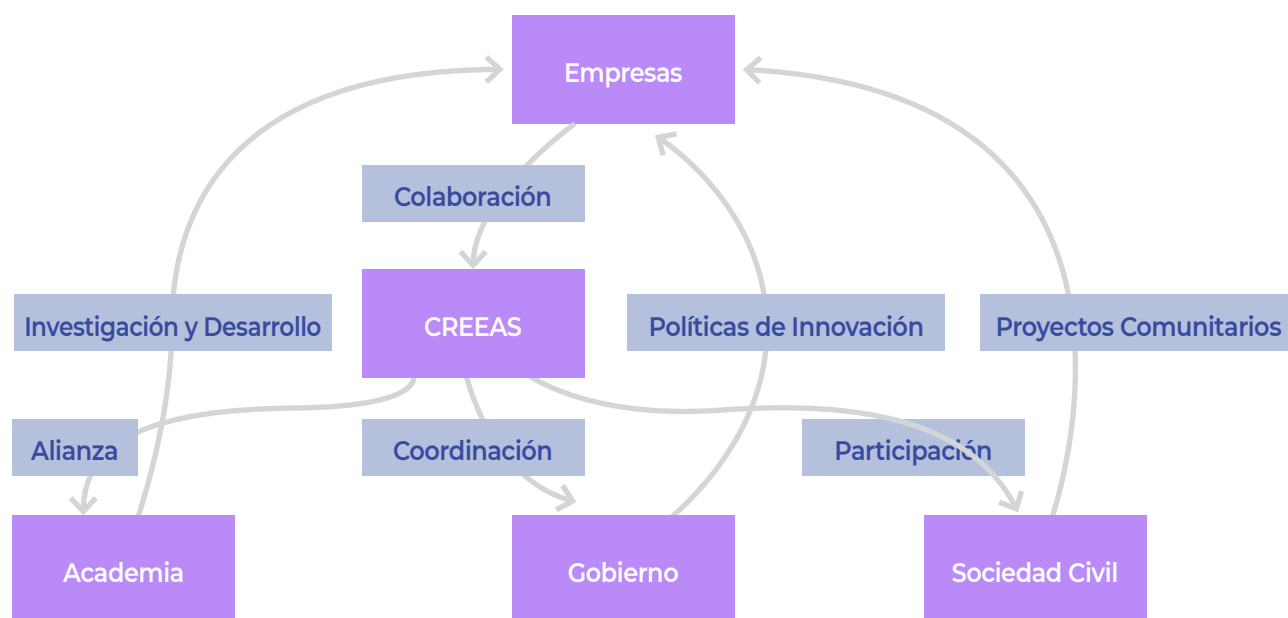 Empresas
Colaboración
Investigación y Desarrollo
CREEAS
Políticas de Innovación
Proyectos Comunitarios
Alianza
Coordinación
Participación
Academia
Gobierno
Sociedad Civil